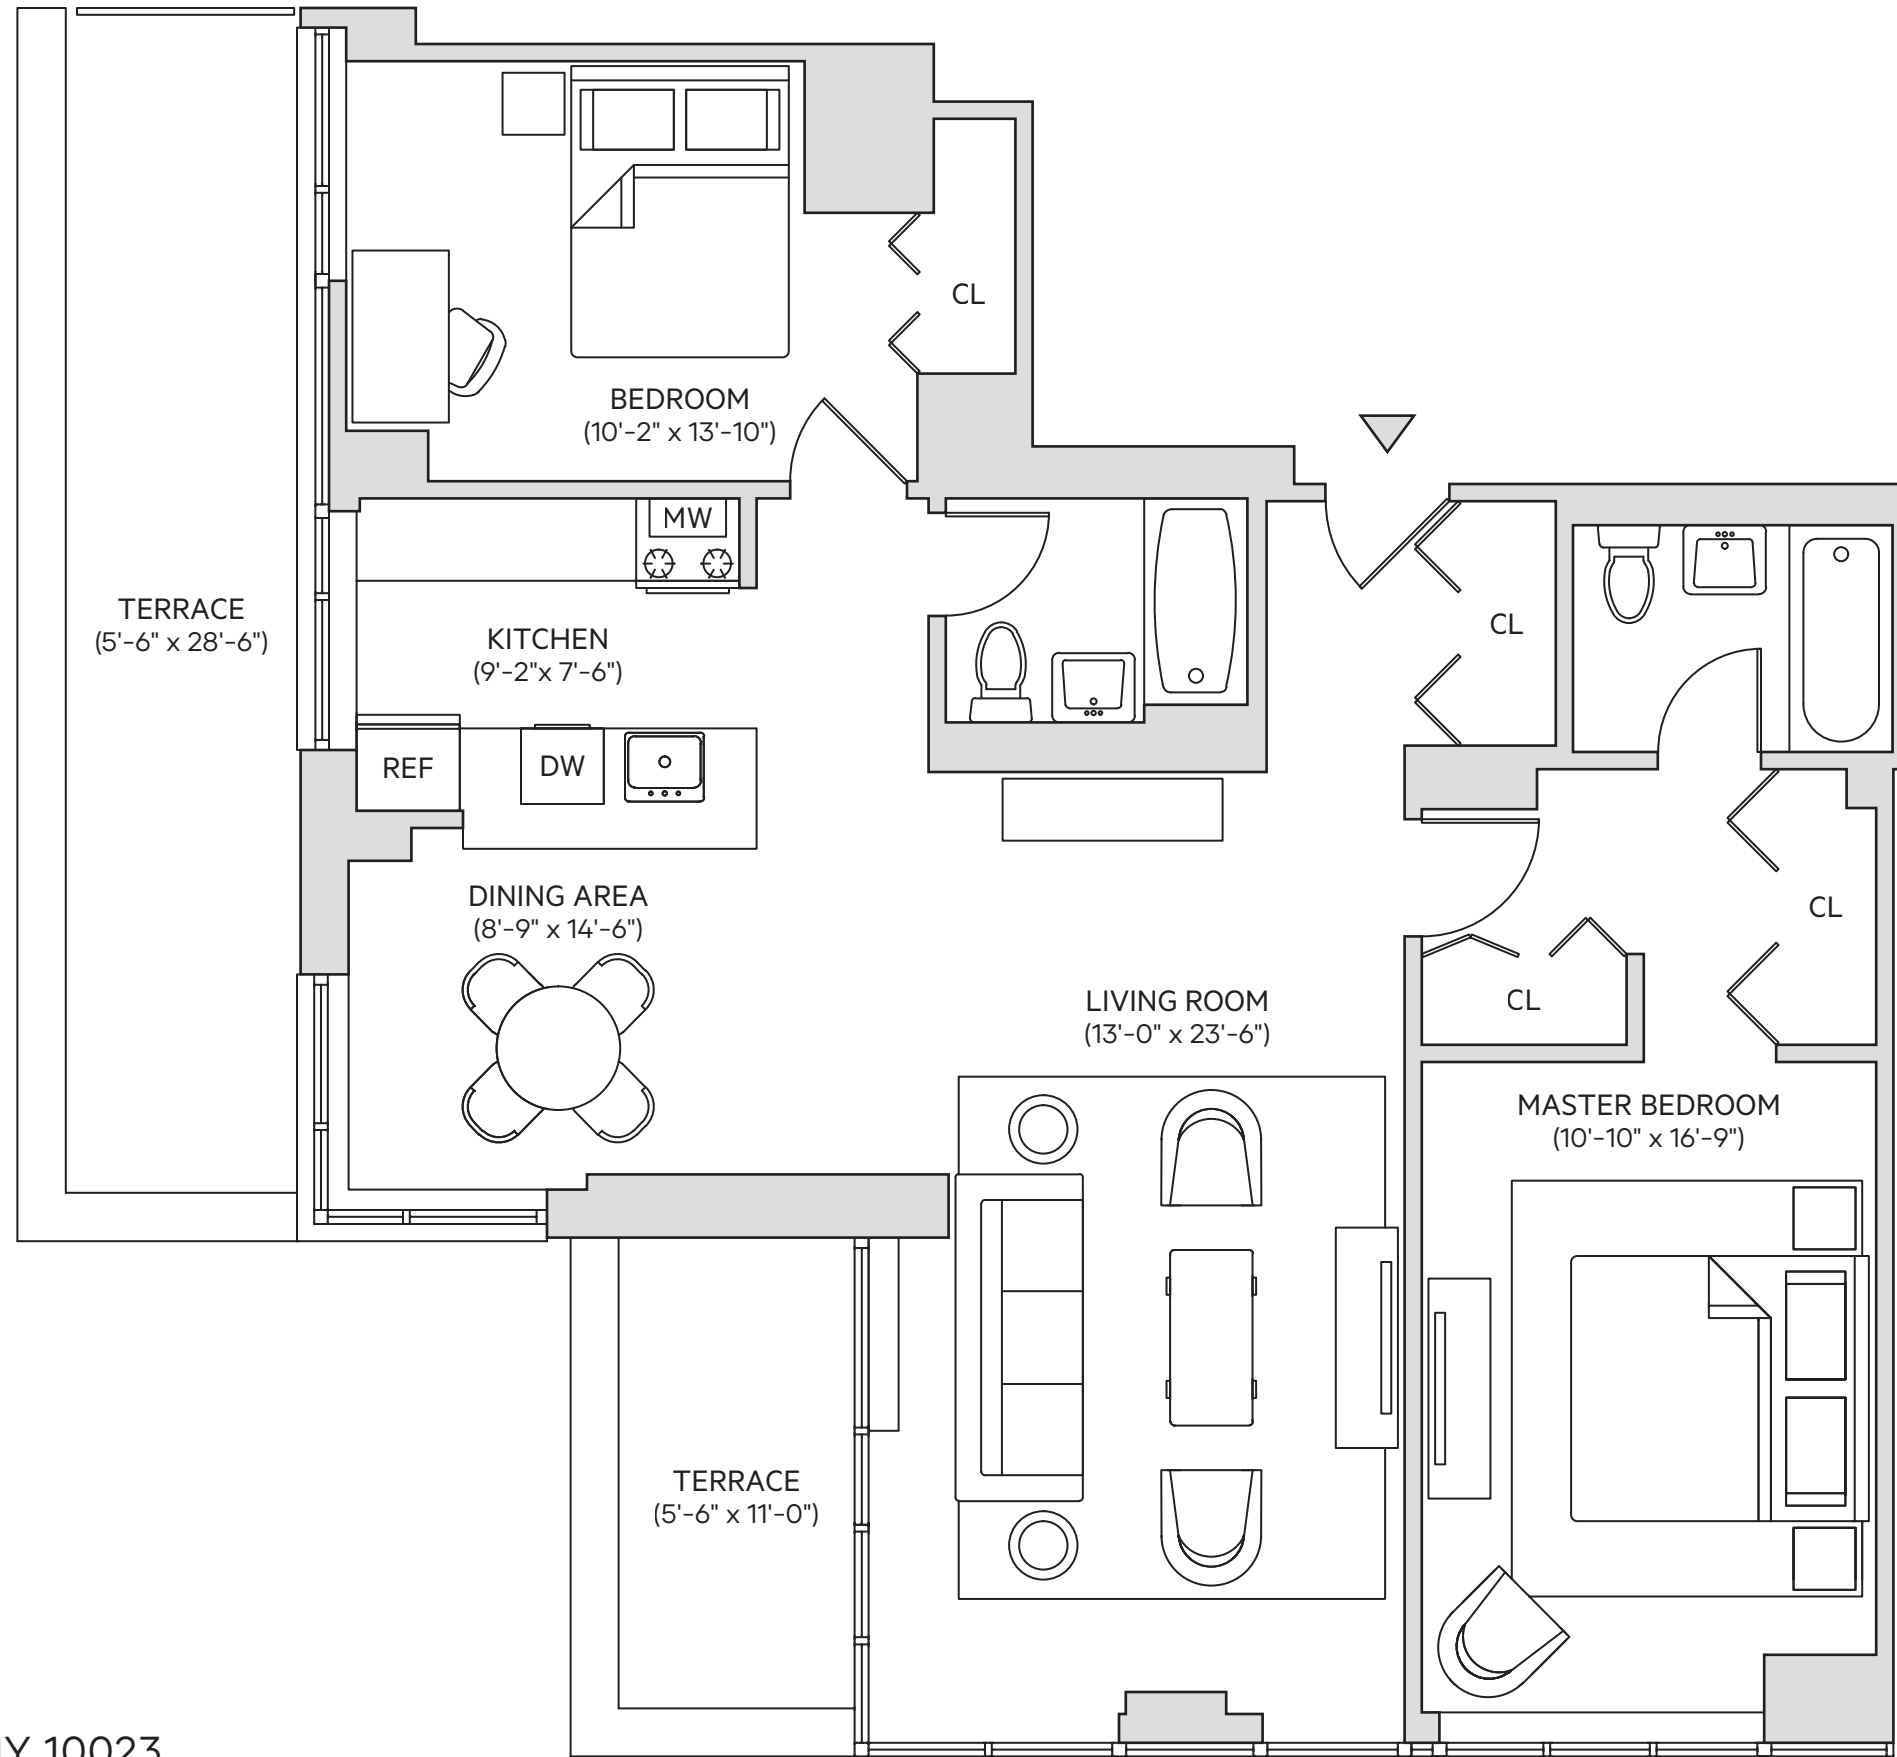 CL
BEDROOM
(10'-2" x 13'-10")
MW
TERRACE
(5'-6" x 28'-6")
KITCHEN
(9'-2"x 7'-6")
CL
REF
DW
DINING AREA
(8'-9" x 14'-6")
CL
LIVING ROOM
(13'-0" x 23'-6")
CL
MASTER BEDROOM
(10'-10" x 16'-9")
TERRACE
(5'-6" x 11'-0")
10023